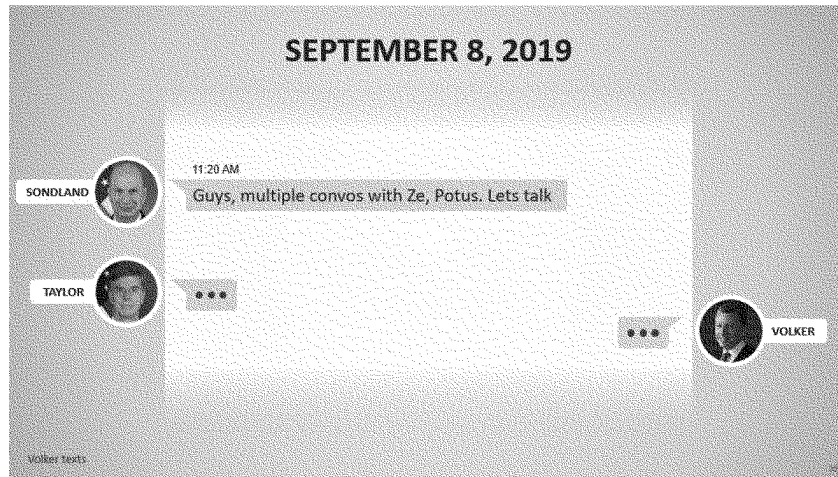 SEPTEMBER 8, 2019
11:20 AM
SONDLAND
Guys, multiple convos with Ze, Potus. Lets talk
TAYLOR
VOLKER
Volker texts